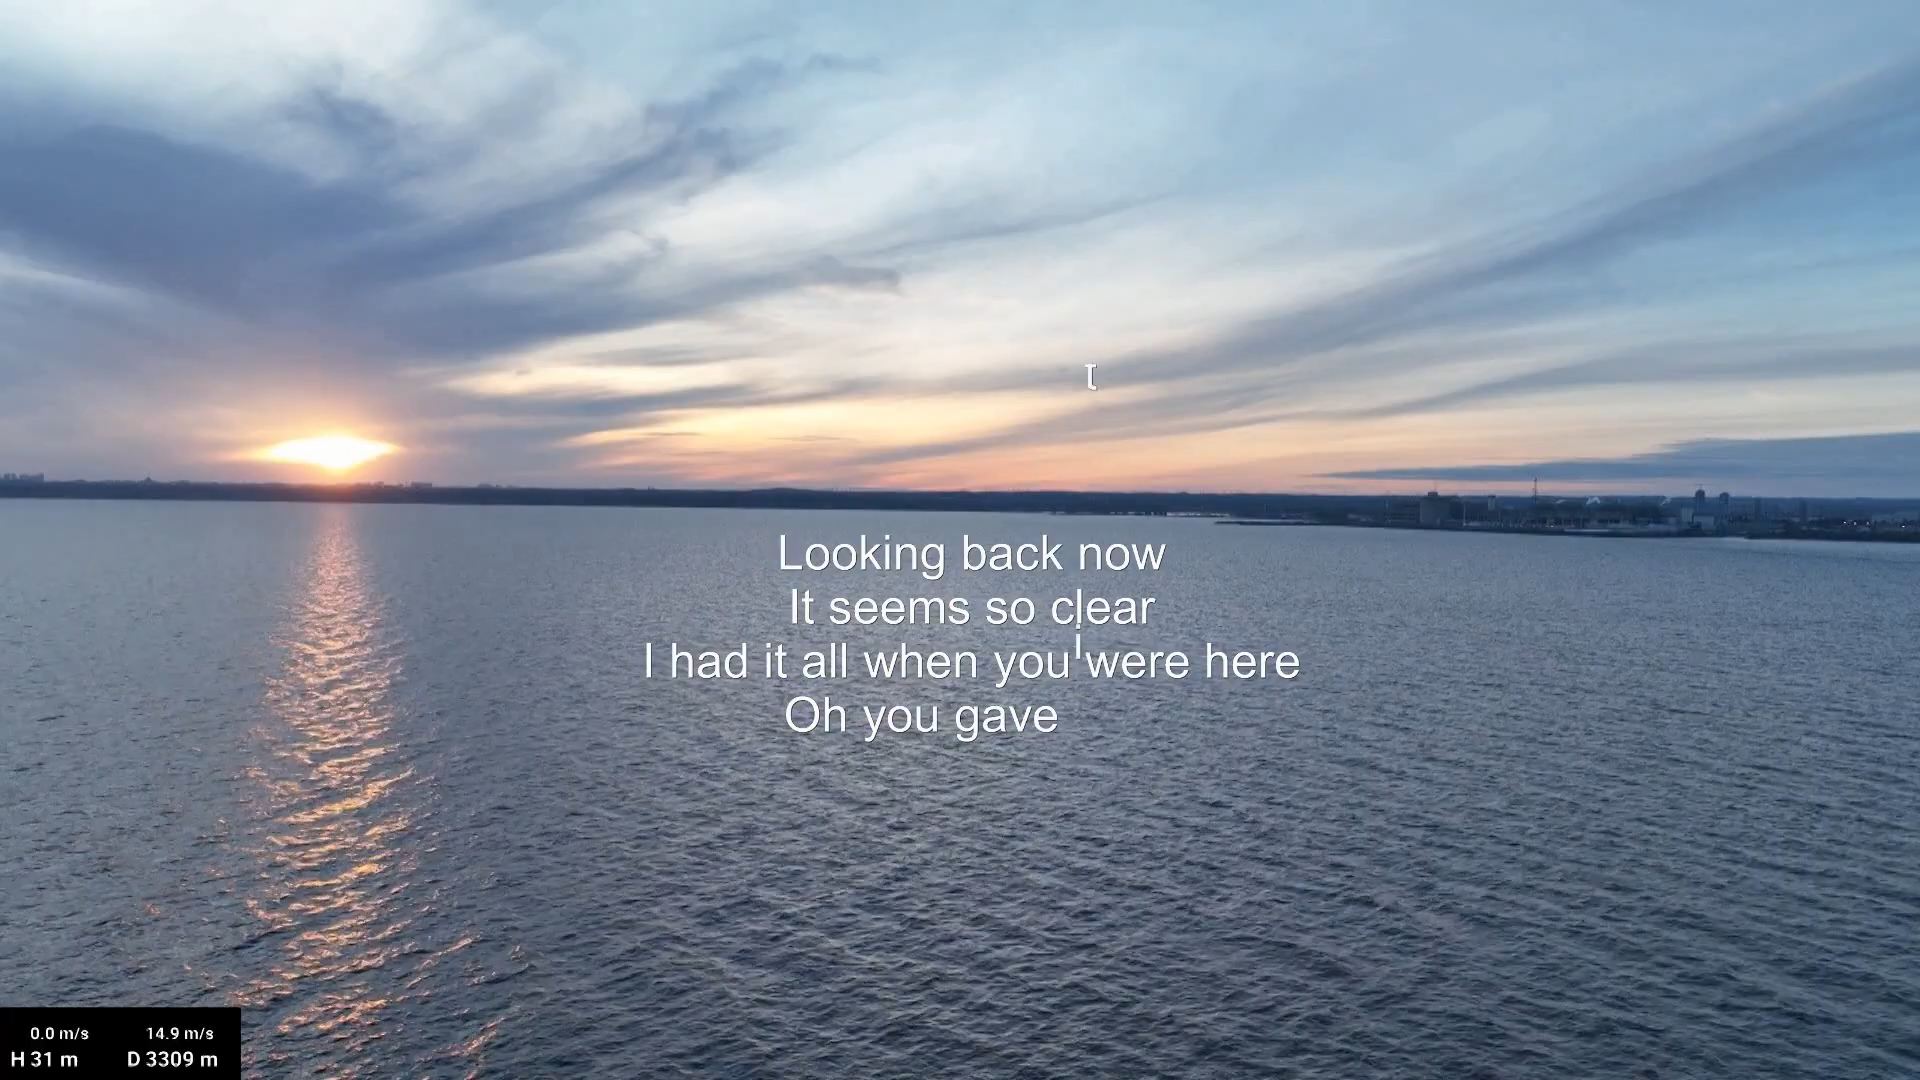 Looking back now
It seems so clear
I had it all when you were here
Oh you gave
i
0.0 m/s 14.9 m/s
H 31 m D 3309 m